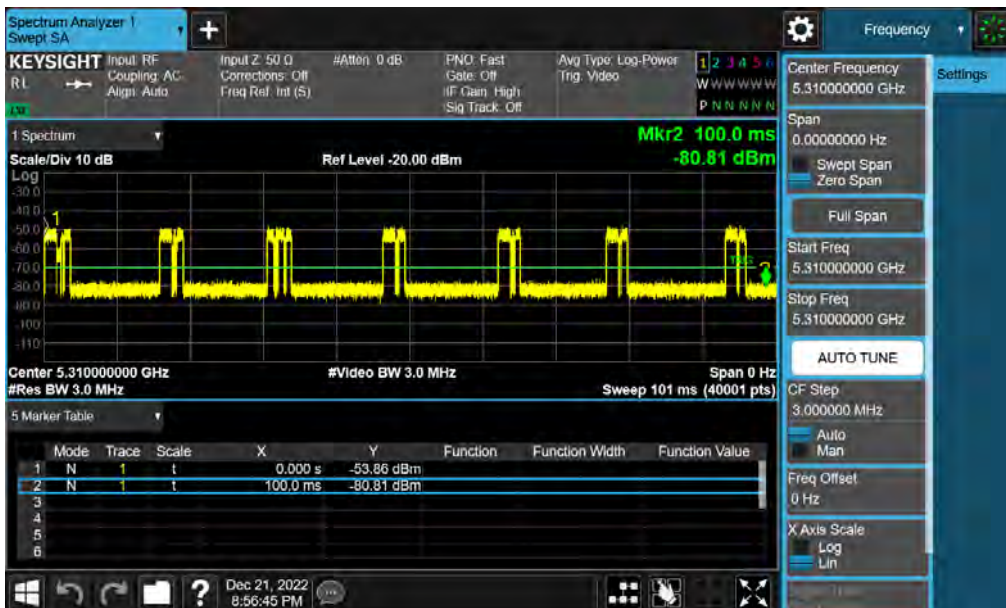 Spectrum Analyzer 1
Swept SA
+
Frequency
KEYSIGHT
RL
Input: RF
Coupling: AC
Align: Auto
Input Z: 50 Ω
Corrections: Off
Freq Ref: Int (S)
#Atten: 0 dB
PNO: Fast
Gate: Off
IF Gain: High
Sig Track: Off
Avg Type: Log-Power
Trig: Video
1 2 3 4 5 6
W W W W W W
P N N N N N
1 Spectrum
Mkr2 100.0 ms
Scale/Div 10 dB
Ref Level -20.00 dBm
-80.81 dBm
Log
-30.0
-40.0
-50.0
-60.0
-70.0
-80.0
-90.0
-100
-110
1
2
Center 5.310000000 GHz
#Video BW 3.0 MHz
Span 0 Hz
#Res BW 3.0 MHz
Sweep 101 ms (40001 pts)
5 Marker Table
Mode Trace Scale X Y Function Function Width Function Value
1 N 1 t 0.000 s -53.86 dBm
2 N 1 t 100.0 ms -80.81 dBm
3
4
5
6
?
Dec 21, 2022
8:56:45 PM
Center Frequency
5.310000000 GHz
Settings
Span
0.00000000 Hz
Swept Span
Zero Span
Full Span
Start Freq
5.310000000 GHz
Stop Freq
5.310000000 GHz
AUTO TUNE
CF Step
3.000000 MHz
Auto
Man
Freq Offset
0 Hz
X Axis Scale
Log
Lin